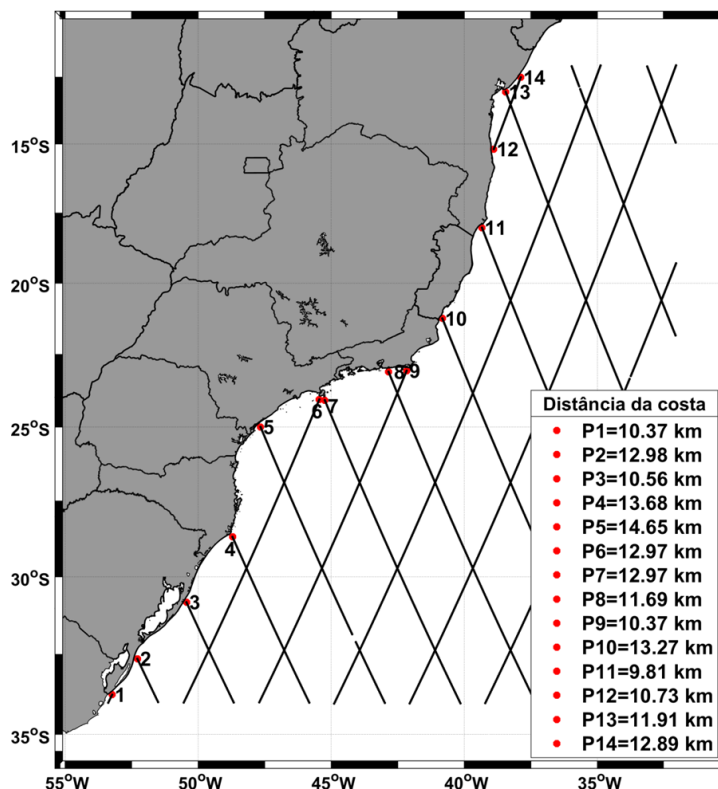 14
13
15°S
12
11
20°S
10
8 9
6 7
25°S
5
4
30°S
3
2
1
35°S
55°W 50°W 45°W 40°W 35°W
Distância da costa
P1=10.37 km
P2=12.98 km
P3=10.56 km
P4=13.68 km
P5=14.65 km
P6=12.97 km
P7=12.97 km
P8=11.69 km
P9=10.37 km
P10=13.27 km
P11=9.81 km
P12=10.73 km
P13=11.91 km
P14=12.89 km